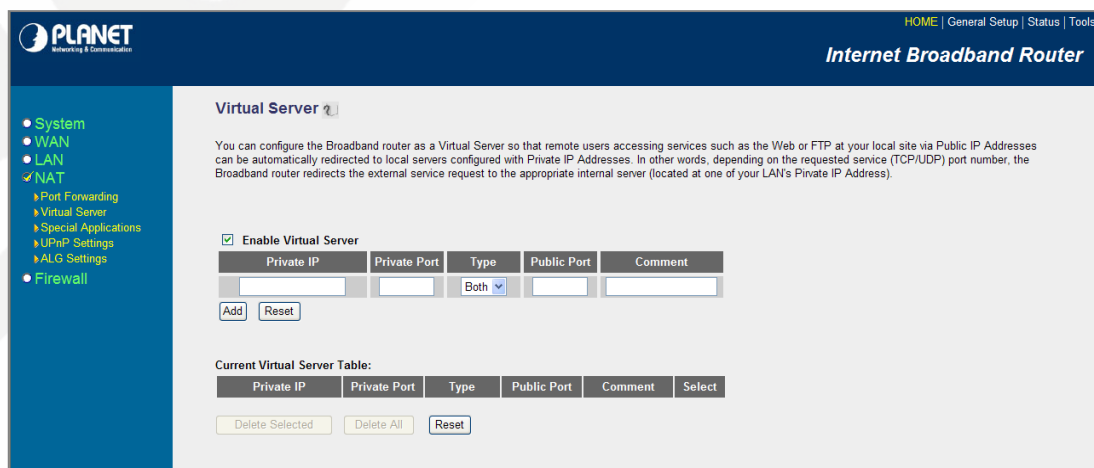 PLANET
Networking & Communication
HOME | General Setup | Status | Tools
Internet Broadband Router
System
WAN
LAN
NAT
Port Forwarding
Virtual Server
Special Applications
UPnP Settings
ALG Settings
Firewall
Virtual Server
You can configure the Broadband router as a Virtual Server so that remote users accessing services such as the Web or FTP at your local site via Public IP Addresses
can be automatically redirected to local servers configured with Private IP Addresses. In other words, depending on the requested service (TCP/UDP) port number, the
Broadband router redirects the external service request to the appropriate internal server (located at one of your LAN's Pinvate IP Address).
Enable Virtual Server
Private IP Private Port Type Public Port Comment
Both
Add Reset
Current Virtual Server Table:
Private IP Private Port Type Public Port Comment Select
Delete Selected Delete All Reset